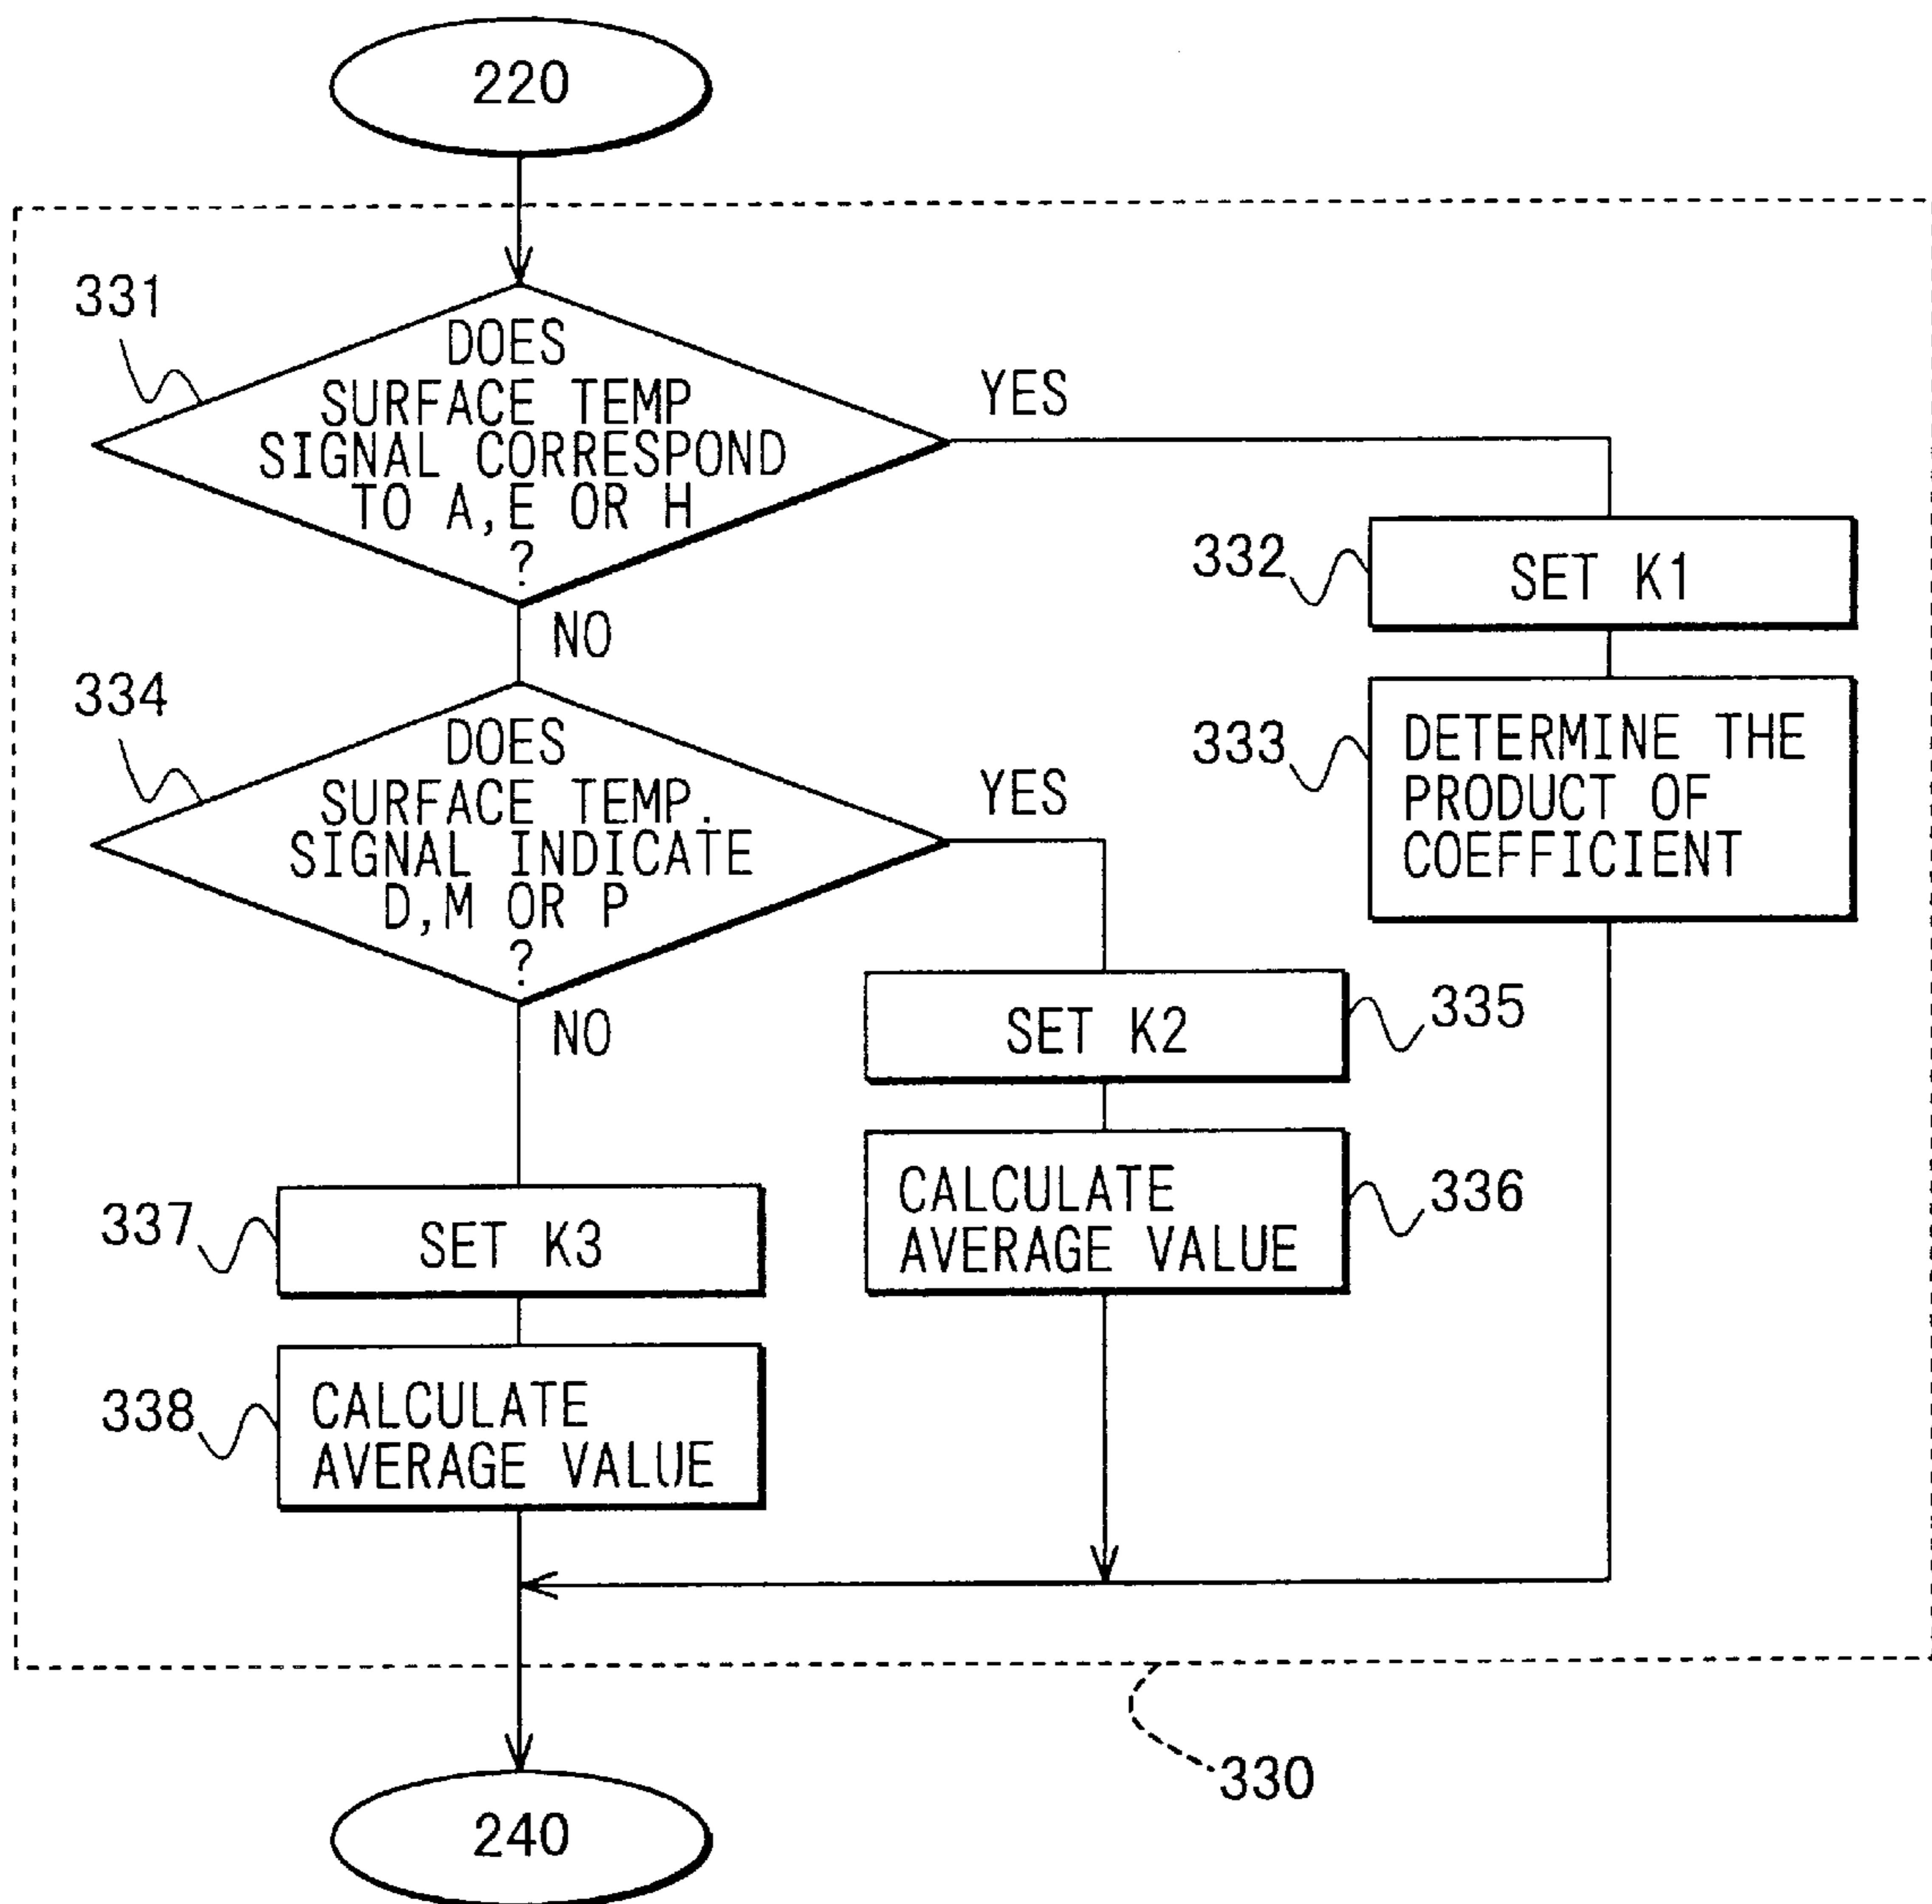 220
331
DOES
SURFACE TEMP
SIGNAL CORRESPOND
TO A,E OR H
?
YES
NO
332
SET K1
333
DETERMINE THE
PRODUCT OF
COEFFICIENT
334
DOES
SURFACE TEMP.
SIGNAL INDICATE
D,M OR P
?
YES
NO
335
SET K2
336
CALCULATE
AVERAGE VALUE
337
SET K3
338
CALCULATE
AVERAGE VALUE
330
240